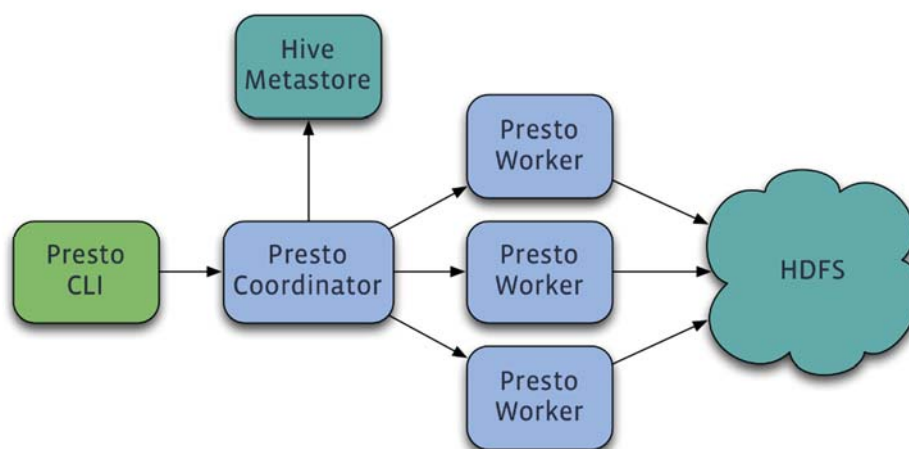 Hive
Metastore
Presto
Worker
Presto
CLI
Presto
Coordinator
Presto
Worker
HDFS
Presto
Worker